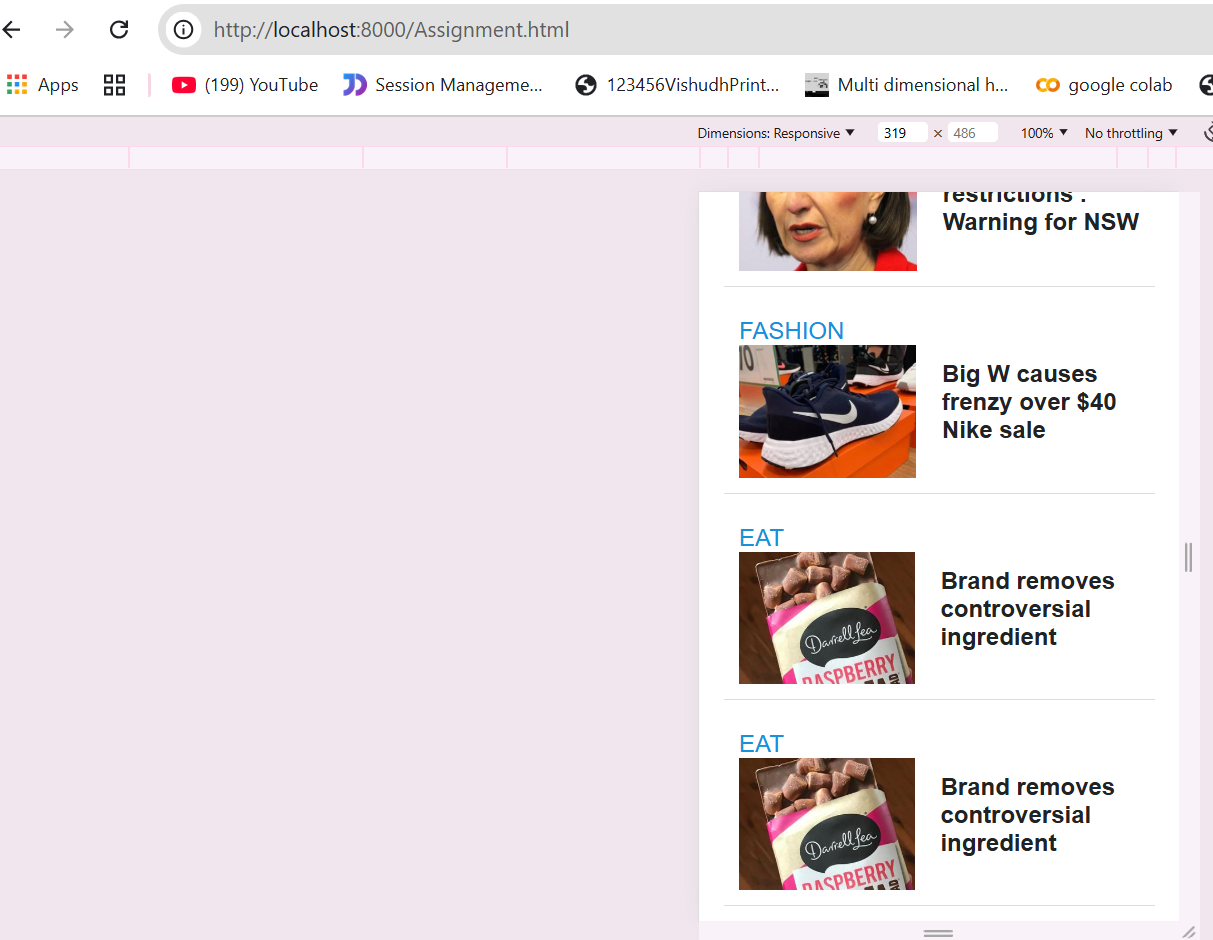 http://localhost:8000/Assignment.html
Apps
(199) YouTube
Session Manageme...
123456VishudhPrint...
Multi dimensional h...
google colab
Dimensions: Responsive
319
×
486
100%
No throttling
restrictions .
Warning for NSW
FASHION
10
Big W causes
frenzy over $40
Nike sale
EAT
Darrell Lea
RASPBERRY
Brand removes
controversial
ingredient
EAT
Darrell Lea
RASPBERRY
Brand removes
controversial
ingredient